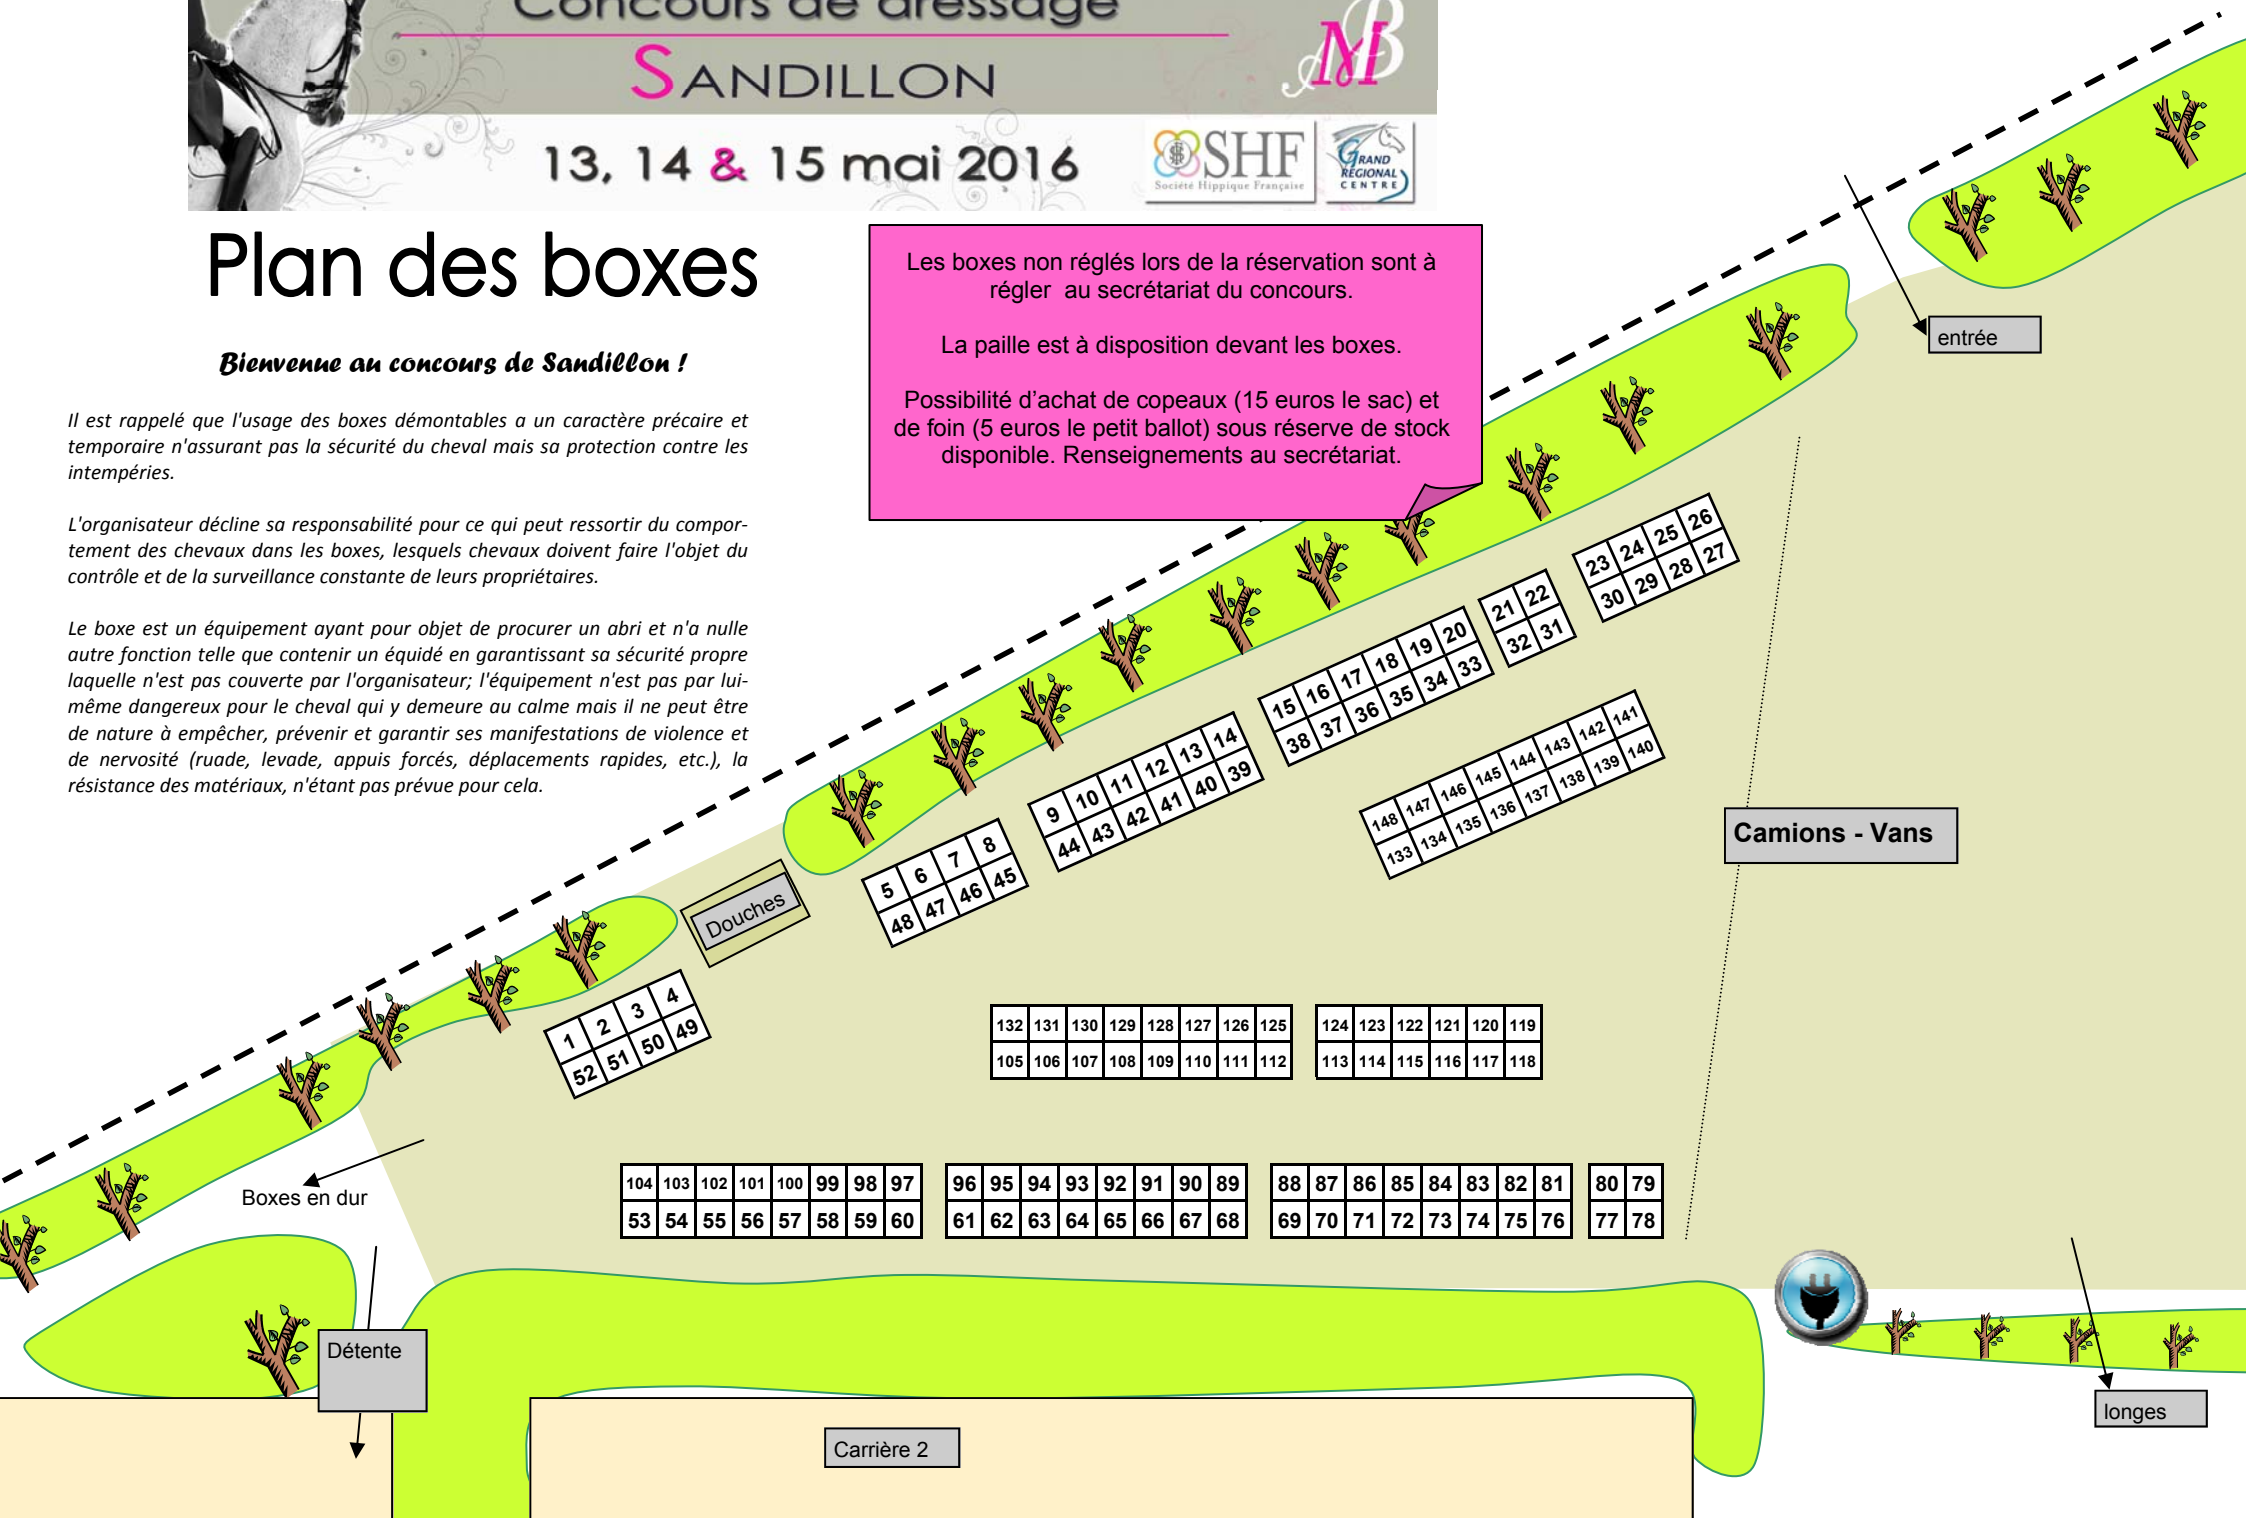 Concours de dressage
SANDILLON
AMB
13, 14 & 15 mai 2016
SHF
Société Hippique Française
GRAND
RÉGIONAL
CENTRE
Plan des boxes
Bienvenue au concours de Sandillon !
Il est rappelé que l'usage des boxes démontables a un caractère précaire et
temporaire n'assurant pas la sécurité du cheval mais sa protection contre les
intempéries.
L'organisateur décline sa responsabilité pour ce qui peut ressortir du compor-
tement des chevaux dans les boxes, lesquels chevaux doivent faire l'objet du
contrôle et de la surveillance constante de leurs propriétaires.
Le boxe est un équipement ayant pour objet de procurer un abri et n'a nulle
autre fonction telle que contenir un équidé en garantissant sa sécurité propre
laquelle n'est pas couverte par l'organisateur; l'équipement n'est pas par lui-
même dangereux pour le cheval qui y demeure au calme mais il ne peut être
de nature à empêcher, prévenir et garantir ses manifestations de violence et
de nervosité (ruade, levade, appuis forcés, déplacements rapides, etc.), la
résistance des matériaux, n'étant pas prévue pour cela.
Les boxes non réglés lors de la réservation sont à
régler au secrétariat du concours.
La paille est à disposition devant les boxes.
Possibilité d'achat de copeaux (15 euros le sac) et
de foin (5 euros le petit ballot) sous réserve de stock
disponible. Renseignements au secrétariat.
entrée
23 24 25 26
30 29 28 27
21 22
32 31
15 16 17 18 19 20
38 37 36 35 34 33
9 10 11 12 13 14
44 43 42 41 40 39
148 147 146 145 144 143 142 141
133 134 135 136 137 138 139 140
Camions - Vans
5 6 7 8
48 47 46 45
Douches
1 2 3 4
52 51 50 49
132 131 130 129 128 127 126 125
105 106 107 108 109 110 111 112
124 123 122 121 120 119
113 114 115 116 117 118
Boxes en dur
104 103 102 101 100 99 98 97
53 54 55 56 57 58 59 60
96 95 94 93 92 91 90 89
61 62 63 64 65 66 67 68
88 87 86 85 84 83 82 81
69 70 71 72 73 74 75 76
80 79
77 78
Détente
Carrière 2
longes